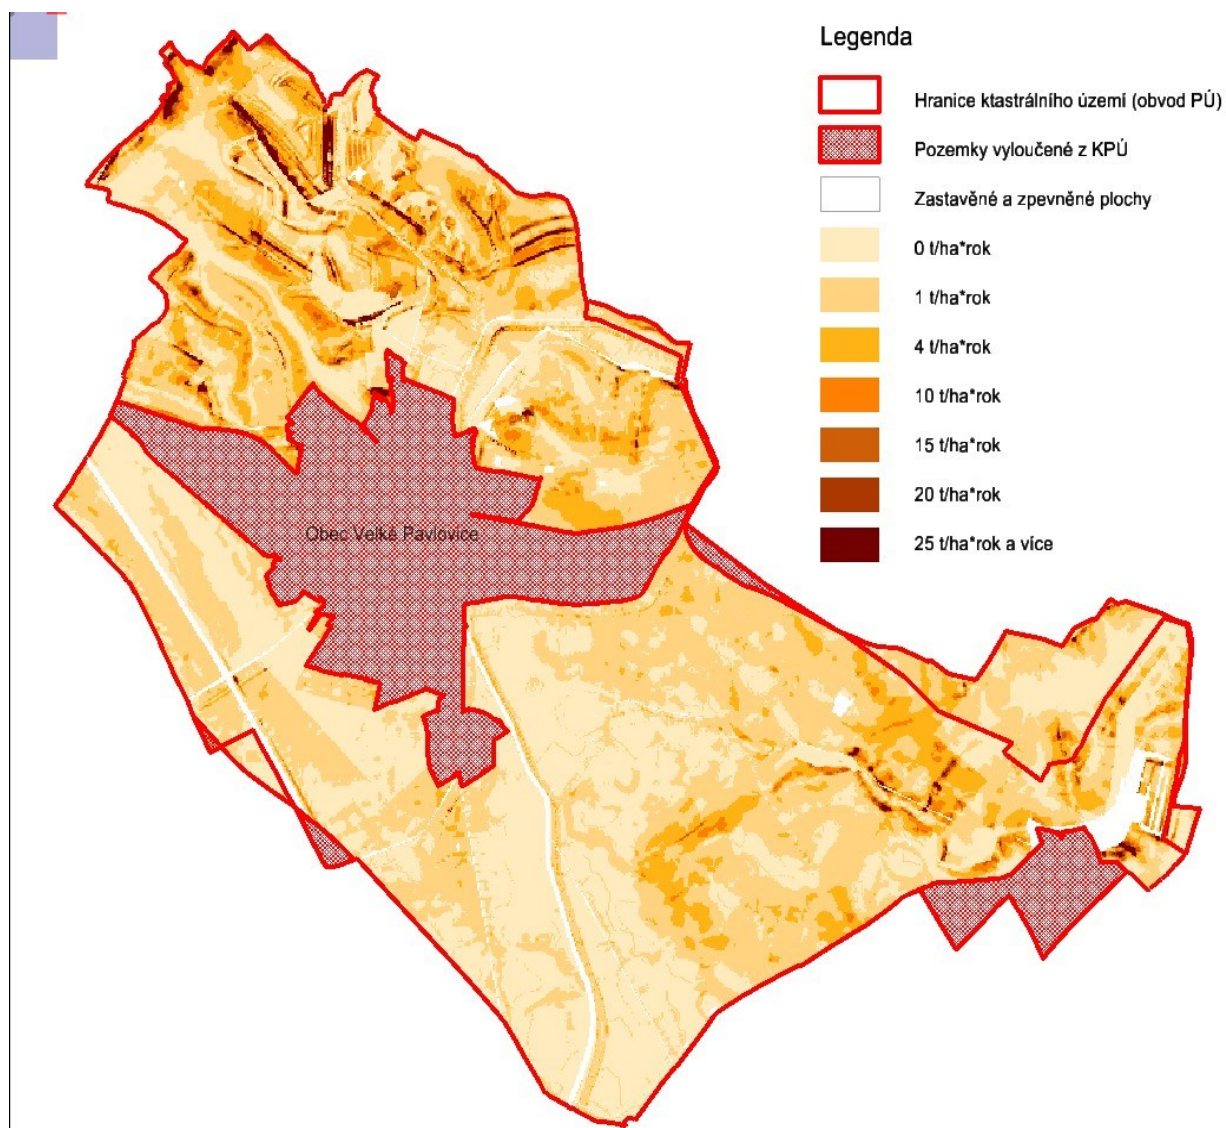 Legenda
Hranice ktastrálního území (obvod PÚ)
Pozemky vyloučené z KPÚ
Zastavěné a zpevněné plochy
0 t/ha*rok
1 t/ha*rok
4 t/ha*rok
10 t/ha*rok
15 t/ha*rok
20 t/ha*rok
25 t/ha*rok a více
Obec Velké Pavlovice